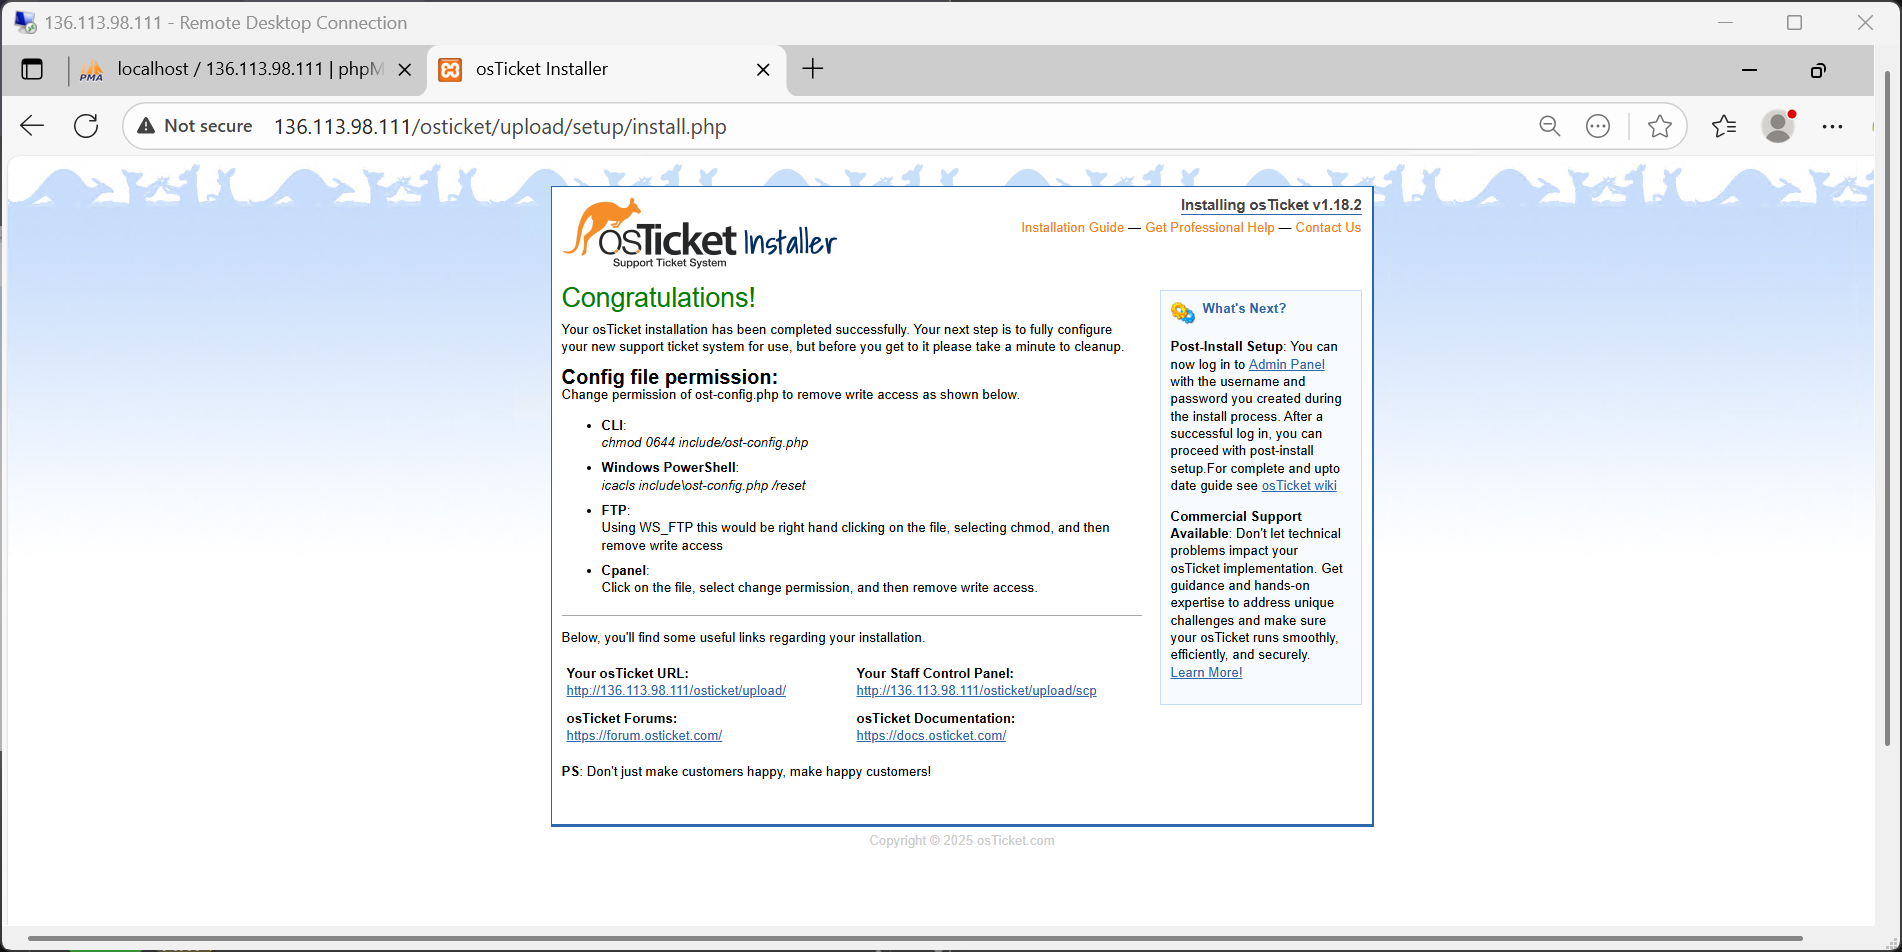 136.113.98.111 - Remote Desktop Connection
PMA
localhost / 136.113.98.111 | phpM
osTicket Installer
Not secure
136.113.98.111/osticket/upload/setup/install.php
osTicket Installer
Support Ticket System
Installing osTicket v1.18.2
Installation Guide — Get Professional Help — Contact Us
Congratulations!
Your osTicket installation has been completed successfully. Your next step is to fully configure
your new support ticket system for use, but before you get to it please take a minute to cleanup.
Config file permission:
Change permission of ost-config.php to remove write access as shown below.
• CLI:
chmod 0644 include/ost-config.php
• Windows PowerShell:
icacls include\ost-config.php /reset
• FTP:
Using WS_FTP this would be right hand clicking on the file, selecting chmod, and then
remove write access
• Cpanel:
Click on the file, select change permission, and then remove write access.
Below, you'll find some useful links regarding your installation.
Your osTicket URL:
http://136.113.98.111/osticket/upload/
Your Staff Control Panel:
http://136.113.98.111/osticket/upload/scp
osTicket Forums:
https://forum.osticket.com/
osTicket Documentation:
https://docs.osticket.com/
PS: Don't just make customers happy, make happy customers!
What's Next?
Post-Install Setup: You can
now log in to Admin Panel
with the username and
password you created during
the install process. After a
successful log in, you can
proceed with post-install
setup.For complete and upto
date guide see osTicket wiki
Commercial Support
Available: Don't let technical
problems impact your
osTicket implementation. Get
guidance and hands-on
expertise to address unique
challenges and make sure
your osTicket runs smoothly,
efficiently, and securely.
Learn More!
Copyright © 2025 osTicket.com